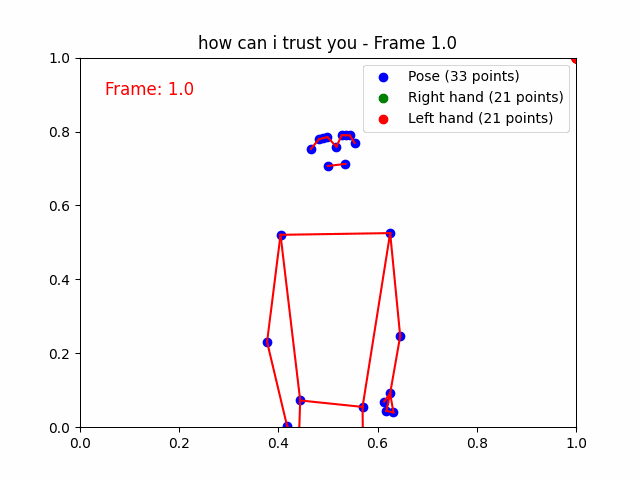 how can i trust you - Frame 1.0
Frame: 1.0
Pose (33 points)
Right hand (21 points)
Left hand (21 points)
1.0
0.8
0.6
0.4
0.2
0.0
0.0 0.2 0.4 0.6 0.8 1.0